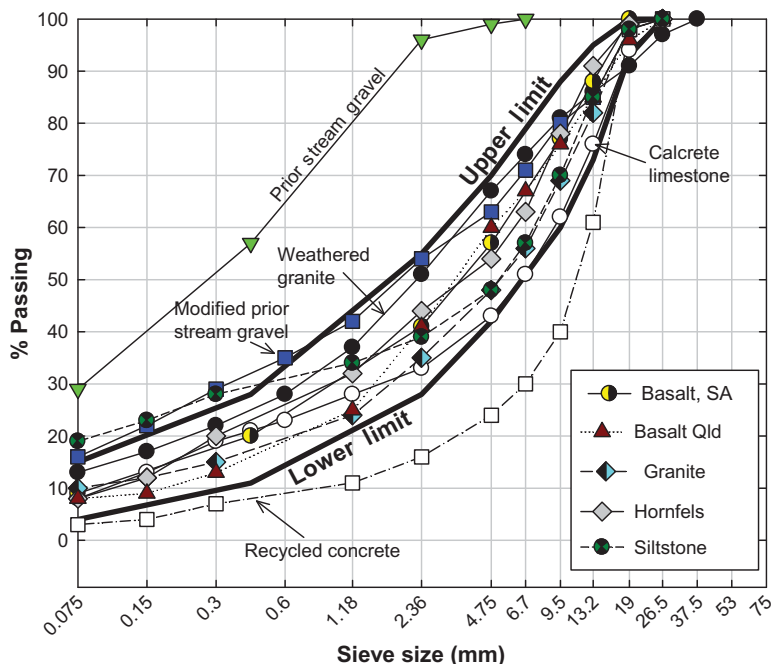 100
90
80
70
60
50
40
30
20
10
0
% Passing
Prior stream gravel
Upper limit
Calcrete
limestone
Weathered
granite
Modified prior
stream gravel
Lower limit
Recycled concrete
Basalt, SA
Basalt Qld
Granite
Hornfels
Siltstone
0.075
0.15
0.3
0.6
1.18
2.36
4.75
6.7
9.5
13.2
19
26.5
37.5
53
75
Sieve size (mm)